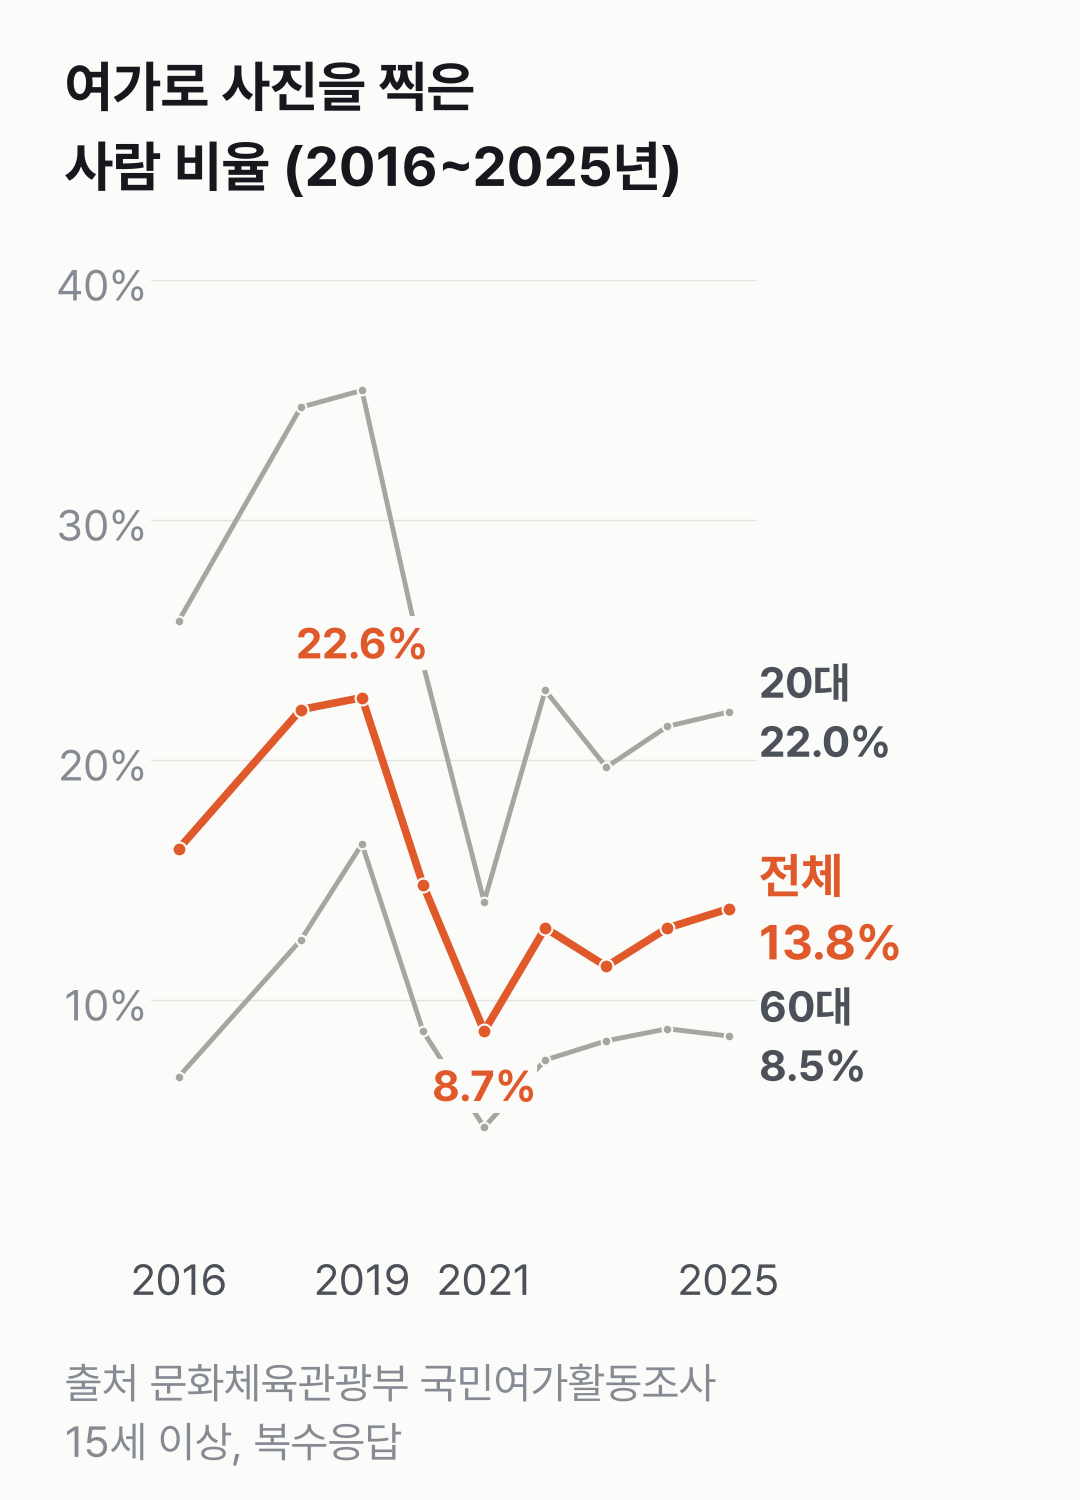 여가로 사진을 찍은
사람 비율 (2016~2025년)
40%
30%
22.6%
20대
22.0%
20%
전체
13.8%
10%
60대
8.5%
8.7%
2016 2019 2021 2025
출처 문화체육관광부 국민여가활동조사
15세 이상, 복수응답